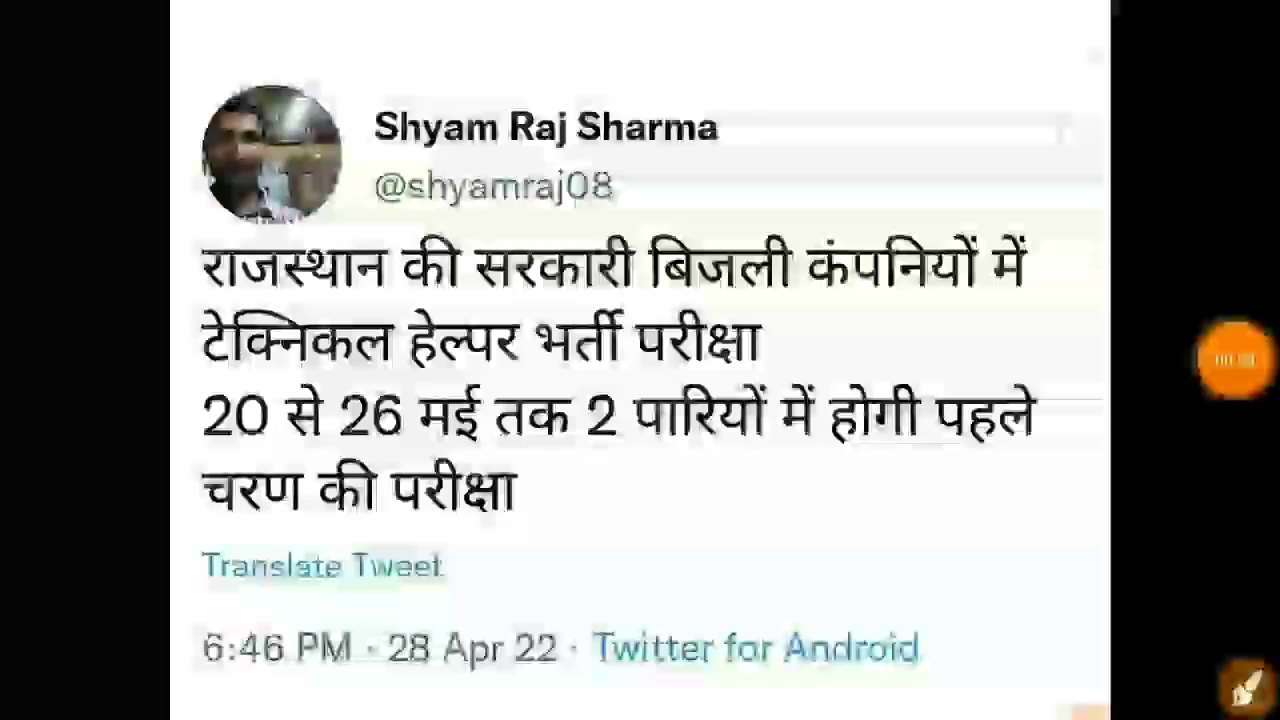 Shyam Raj Sharma
@shyamraj08
राजस्थान की सरकारी बिजली कंपनियों में
टेक्निकल हेल्पर भर्ती परीक्षा
20 से 26 मई तक 2 पारियों में होगी पहले
चरण की परीक्षा
Translate Tweet
6:46 PM · 28 Apr 22 · Twitter for Android